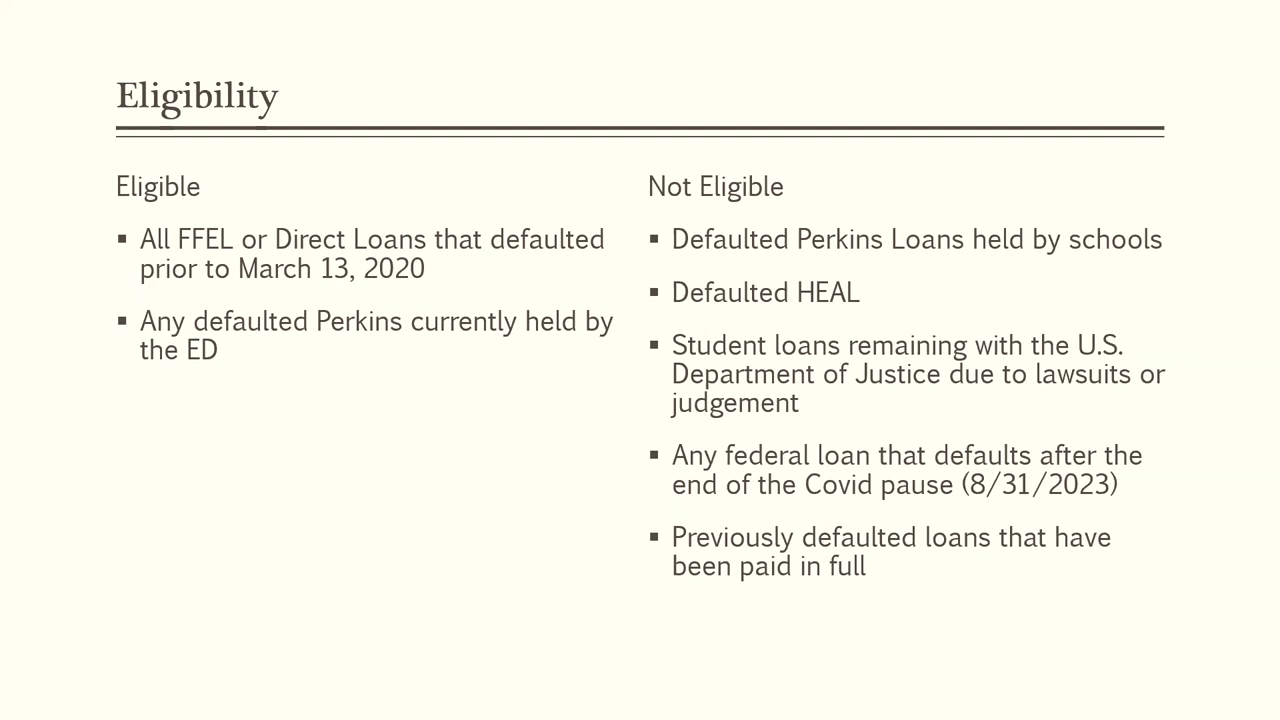 Eligibility
Eligible
▪ All FFEL or Direct Loans that defaulted
prior to March 13, 2020
▪ Any defaulted Perkins currently held by
the ED
Not Eligible
▪ Defaulted Perkins Loans held by schools
▪ Defaulted HEAL
▪ Student loans remaining with the U.S.
Department of Justice due to lawsuits or
judgement
▪ Any federal loan that defaults after the
end of the Covid pause (8/31/2023)
▪ Previously defaulted loans that have
been paid in full